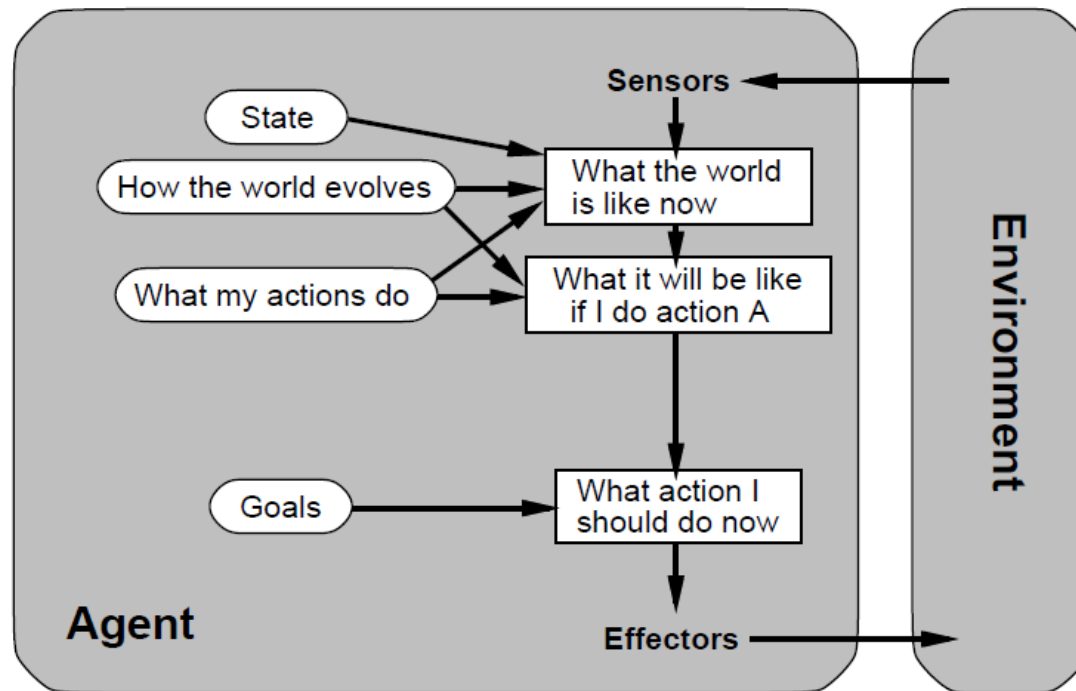 Sensors
State
What the world
is like now
How the world evolves
What my actions do
What it will be like
if I do action A
Goals
What action I
should do now
Agent
Effectors
Environment